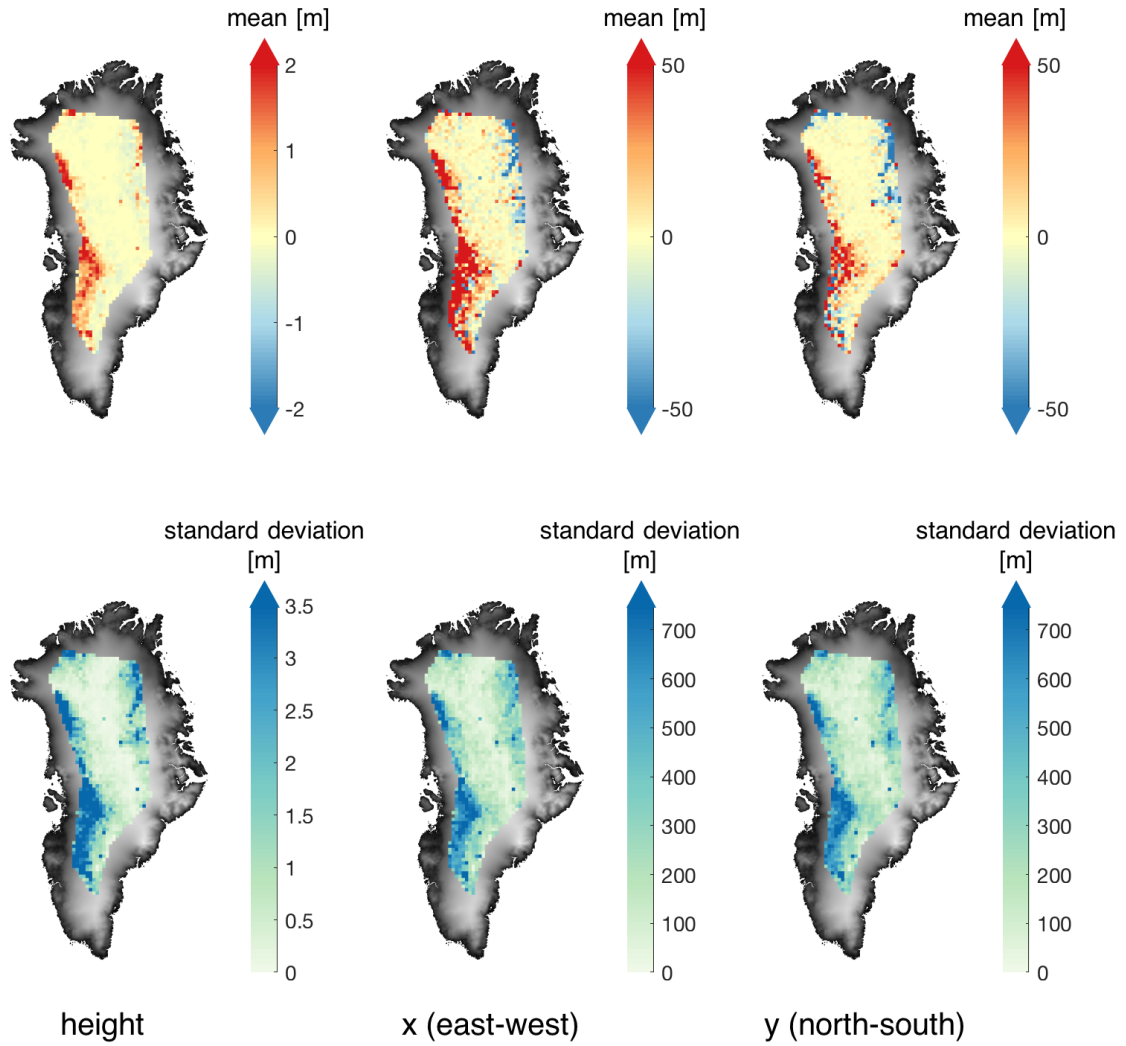 mean [m]
mean [m]
mean [m]
2
1
0
-1
-2
50
0
-50
50
0
-50
standard deviation
[m]
standard deviation
[m]
standard deviation
[m]
3.5
3
2.5
2
1.5
1
0.5
0
700
600
500
400
300
200
100
0
700
600
500
400
300
200
100
0
height
x (east-west)
y (north-south)